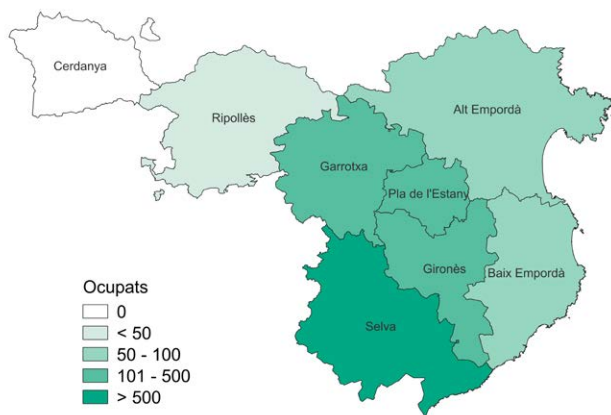 Cerdanya
Ripollès
Alt Empordà
Garrotxa
Pla de l'Estany
Gironès
Baix Empordà
Selva
Ocupats
0
< 50
50 - 100
101 - 500
> 500